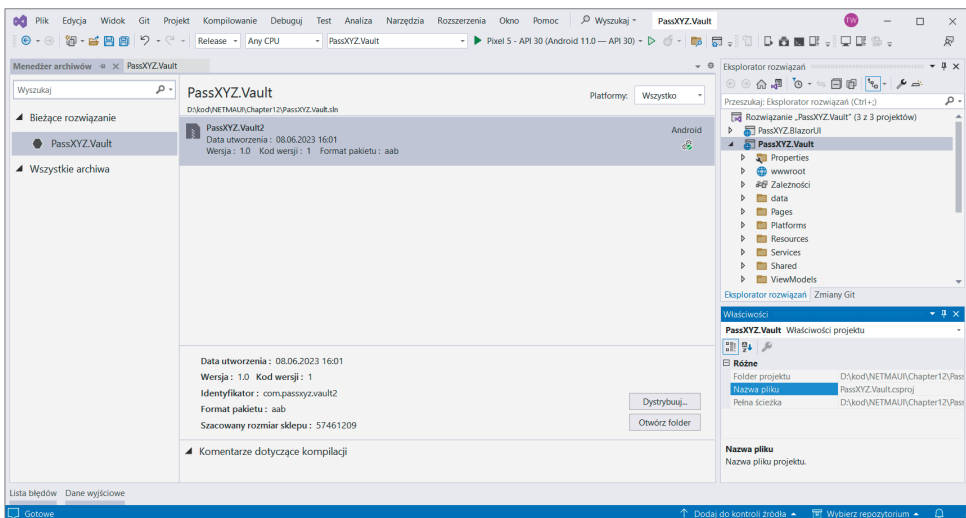 Plik Edycja Widok Git Projekt Kompilowanie Debuguj Test Analiza Narzędzia Rozszerzenia Okno Pomoc Wyszukaj PassXYZ.Vault TW
Release Any CPU PassXYZ.Vault Pixel 5 - API 30 (Android 11.0 — API 30)
Menedżer archiwów PassXYZ.Vault
Wyszukaj
Bieżące rozwiązanie
PassXYZ.Vault
Wszystkie archiwa
PassXYZ.Vault
D:\kod\NETMAUI\Chapter12\PassXYZ.Vault.sln
Platformy: Wszystko
PassXYZ.Vault2
Data utworzenia : 08.06.2023 16:01
Wersja : 1.0 Kod wersji : 1 Format pakietu : aab
Android
Data utworzenia : 08.06.2023 16:01
Wersja : 1.0 Kod wersji : 1
Identyfikator : com.passxyz.vault2
Format pakietu : aab
Szacowany rozmiar sklepu : 57461209
Dystrybuuj...
Otwórz folder
Komentarze dotyczące kompilacji
Eksplorator rozwiązań
Przeszukaj: Eksplorator rozwiązań (Ctrl+;)
Rozwiązanie „PassXYZ.Vault” (3 z 3 projektów)
PassXYZ.BlazorUI
PassXYZ.Vault
Properties
wwwroot
Zależności
data
Pages
Platforms
Resources
Services
Shared
ViewModels
Eksplorator rozwiązań Zmiany Git
Właściwości
PassXYZ.Vault Właściwości projektu
Różne
Folder projektu D:\kod\NETMAUI\Chapter12\Pass
Nazwa pliku PassXYZ.Vault.csproj
Pełna ścieżka D:\kod\NETMAUI\Chapter12\Pass
Nazwa pliku
Nazwa pliku projektu.
Lista błędów Dane wyjściowe
Gotowe Dodaj do kontroli źródła Wybierz repozytorium